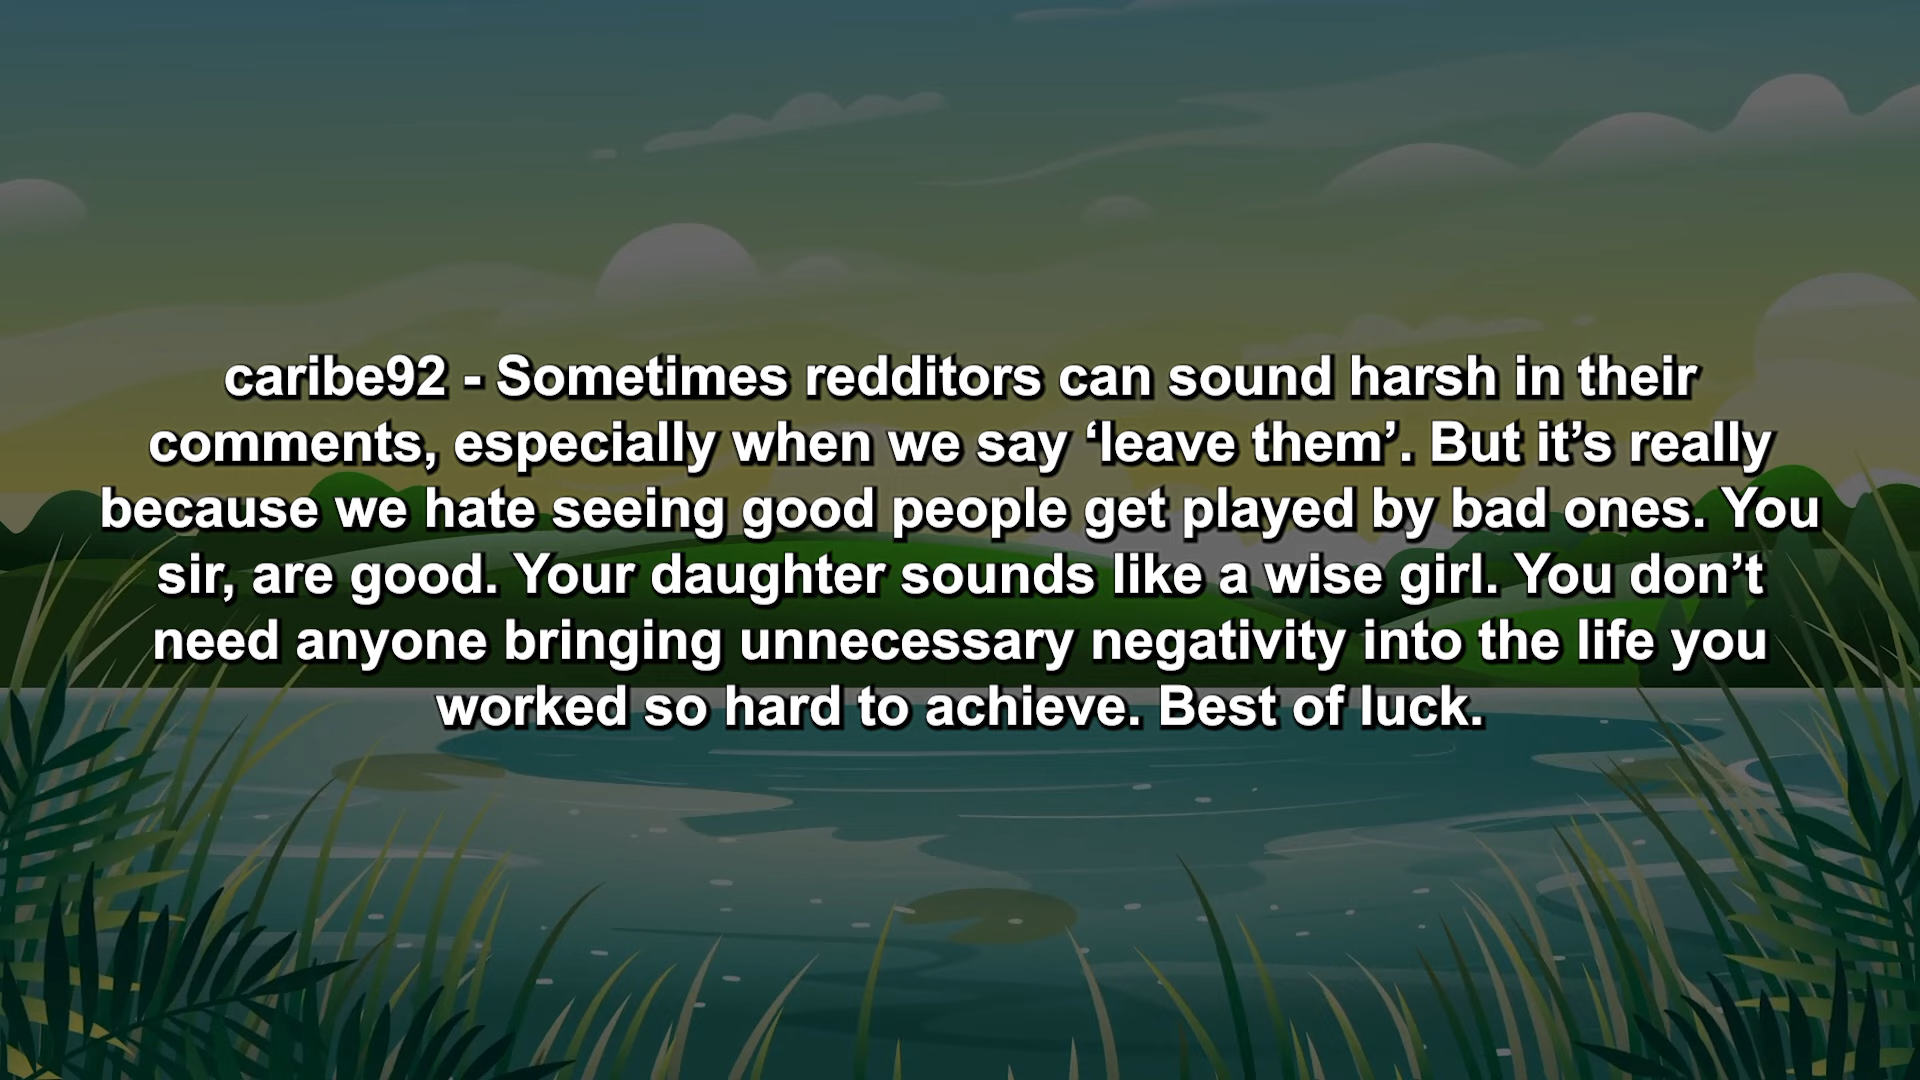 caribe92 - Sometimes redditors can sound harsh in their
comments, especially when we say ‘leave them’. But it’s really
because we hate seeing good people get played by bad ones. You
sir, are good. Your daughter sounds like a wise girl. You don’t
need anyone bringing unnecessary negativity into the life you
worked so hard to achieve. Best of luck.